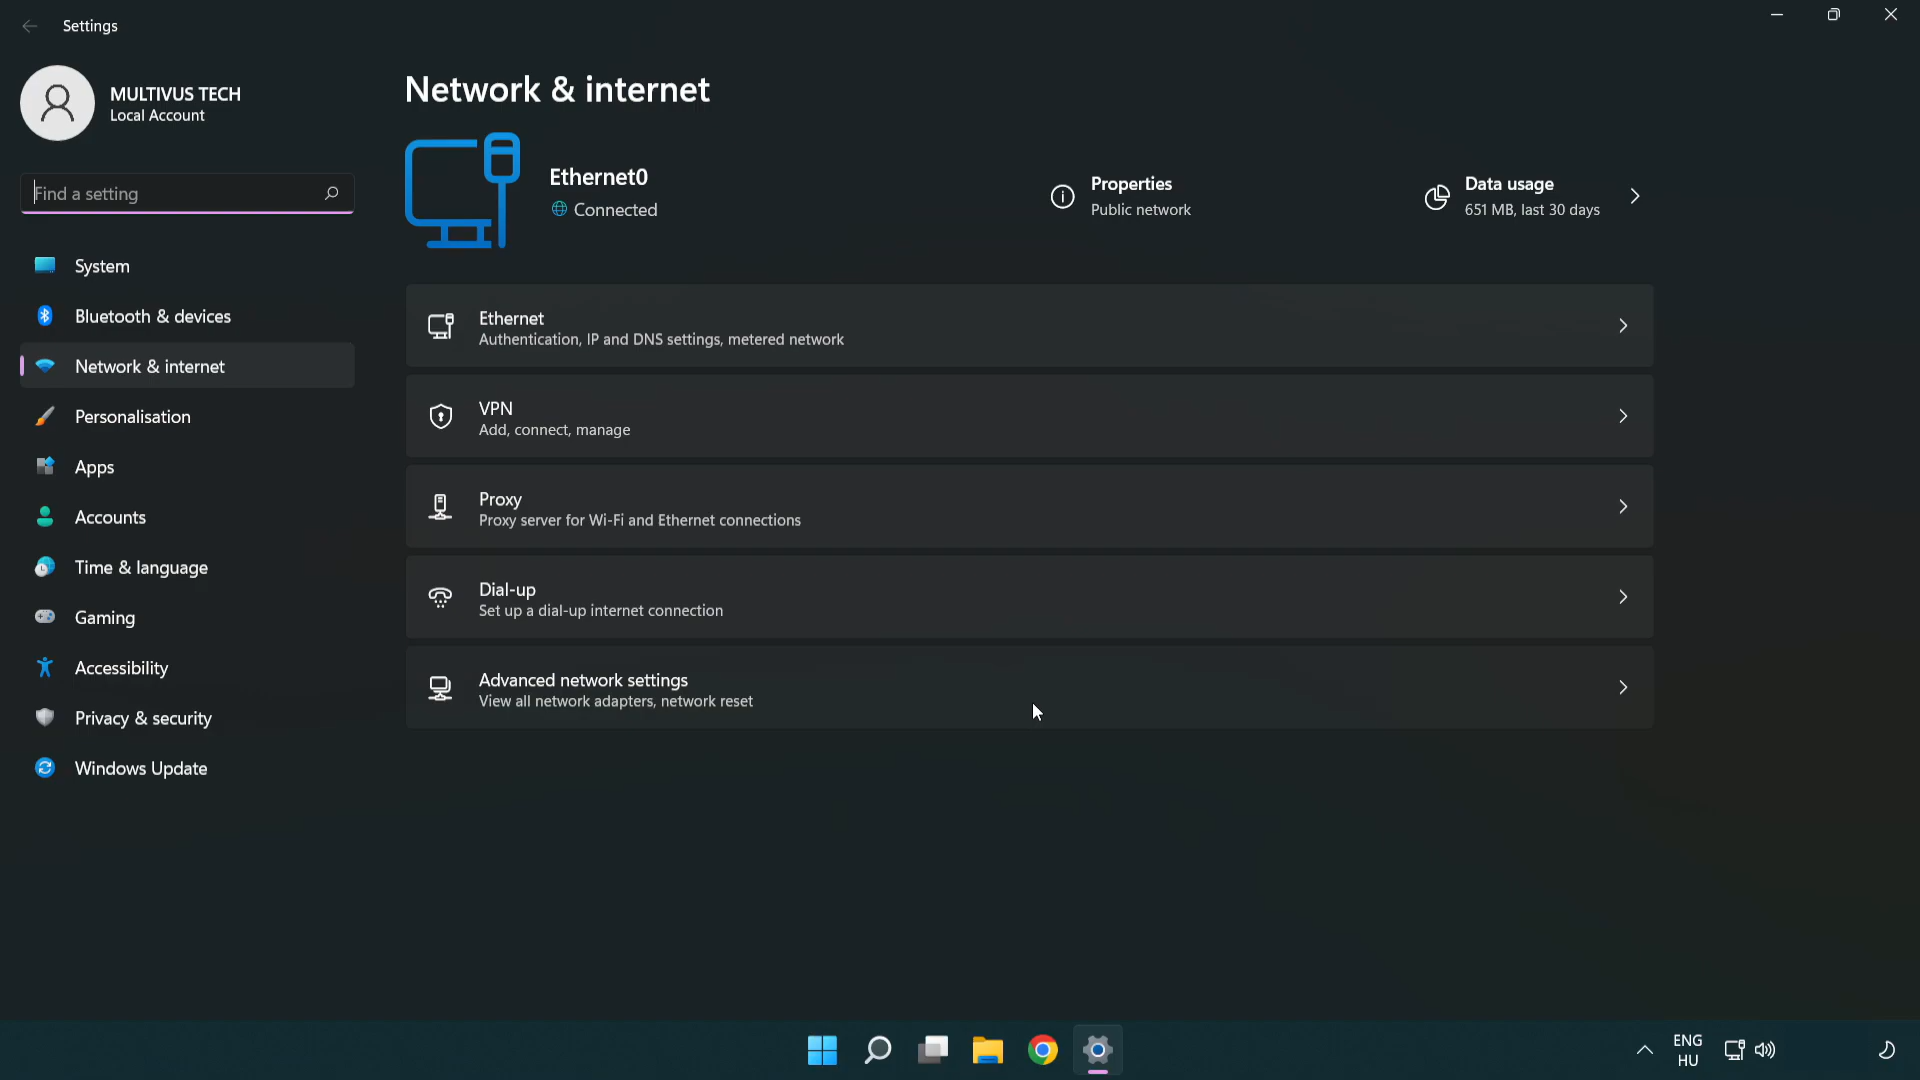 Settings
MULTIVUS TECH
Local Account
Find a setting
System
Bluetooth & devices
Network & internet
Personalisation
Apps
Accounts
Time & language
Gaming
Accessibility
Privacy & security
Windows Update
Network & internet
Ethernet0
Connected
Properties
Public network
Data usage
651 MB, last 30 days
Ethernet
Authentication, IP and DNS settings, metered network
VPN
Add, connect, manage
Proxy
Proxy server for Wi-Fi and Ethernet connections
Dial-up
Set up a dial-up internet connection
Advanced network settings
View all network adapters, network reset
ENG
HU